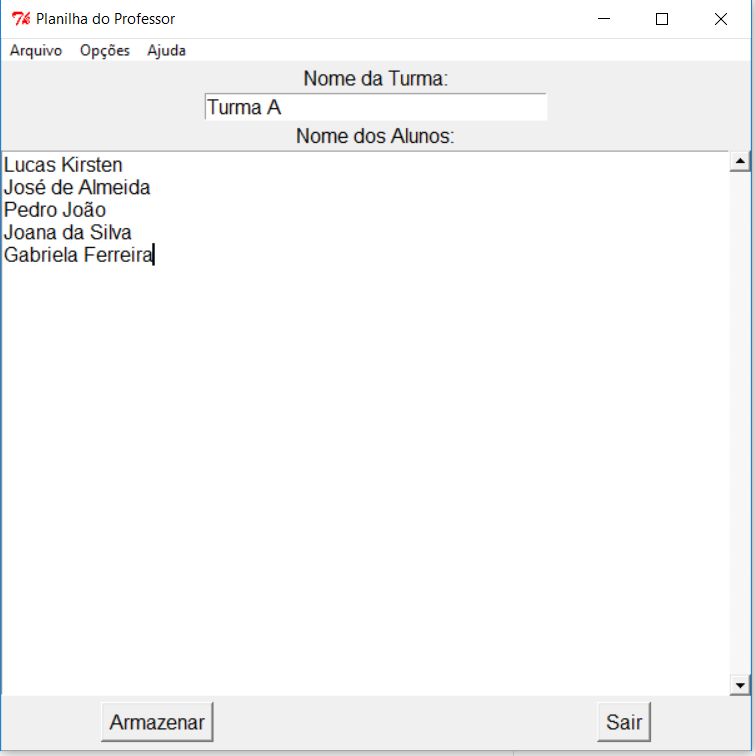 Planilha do Professor
Arquivo Opções Ajuda
Nome da Turma:
Turma A
Nome dos Alunos:
Lucas Kirsten
José de Almeida
Pedro João
Joana da Silva
Gabriela Ferreira
Armazenar Sair